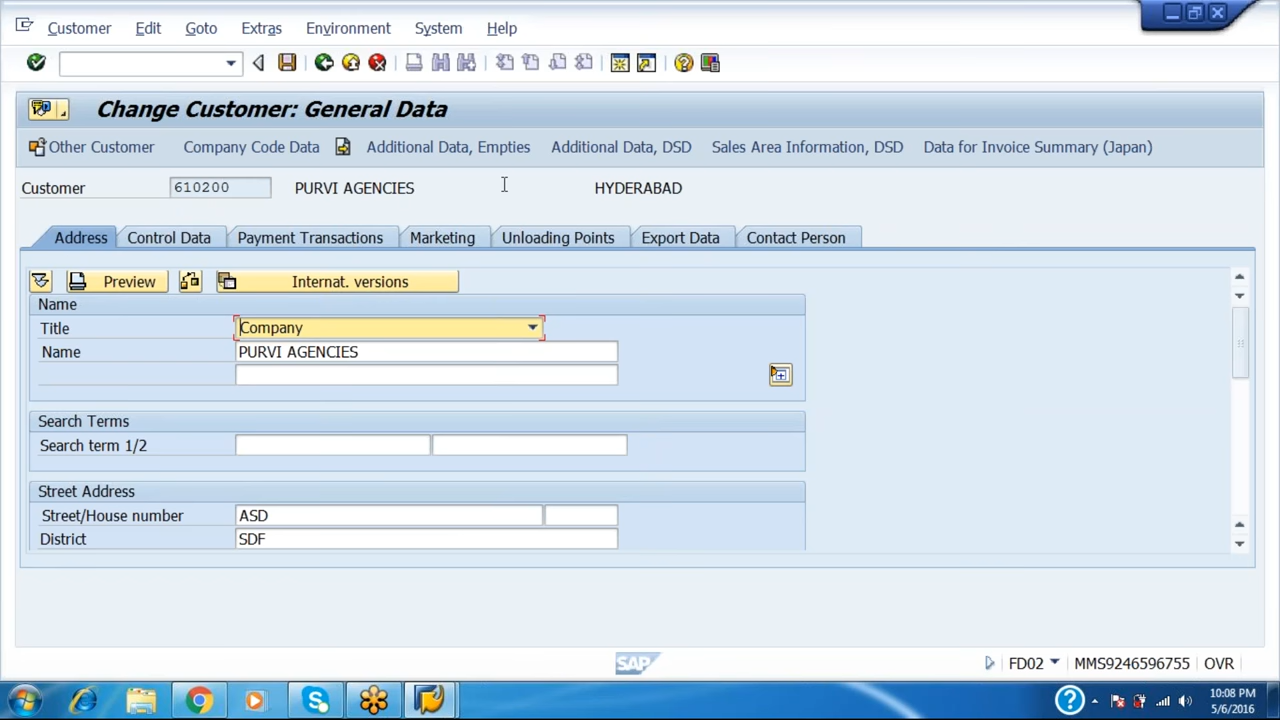 Customer Edit Goto Extras Environment System Help
Change Customer: General Data
Other Customer Company Code Data Additional Data, Empties Additional Data, DSD Sales Area Information, DSD Data for Invoice Summary (Japan)
Customer 610200 PURVI AGENCIES HYDERABAD
Address Control Data Payment Transactions Marketing Unloading Points Export Data Contact Person
Preview Internat. versions
Name
Title Company
Name PURVI AGENCIES
Search Terms
Search term 1/2
Street Address
Street/House number ASD
District SDF
SAP FD02 MMS9246596755 OVR
10:08 PM
5/6/2016